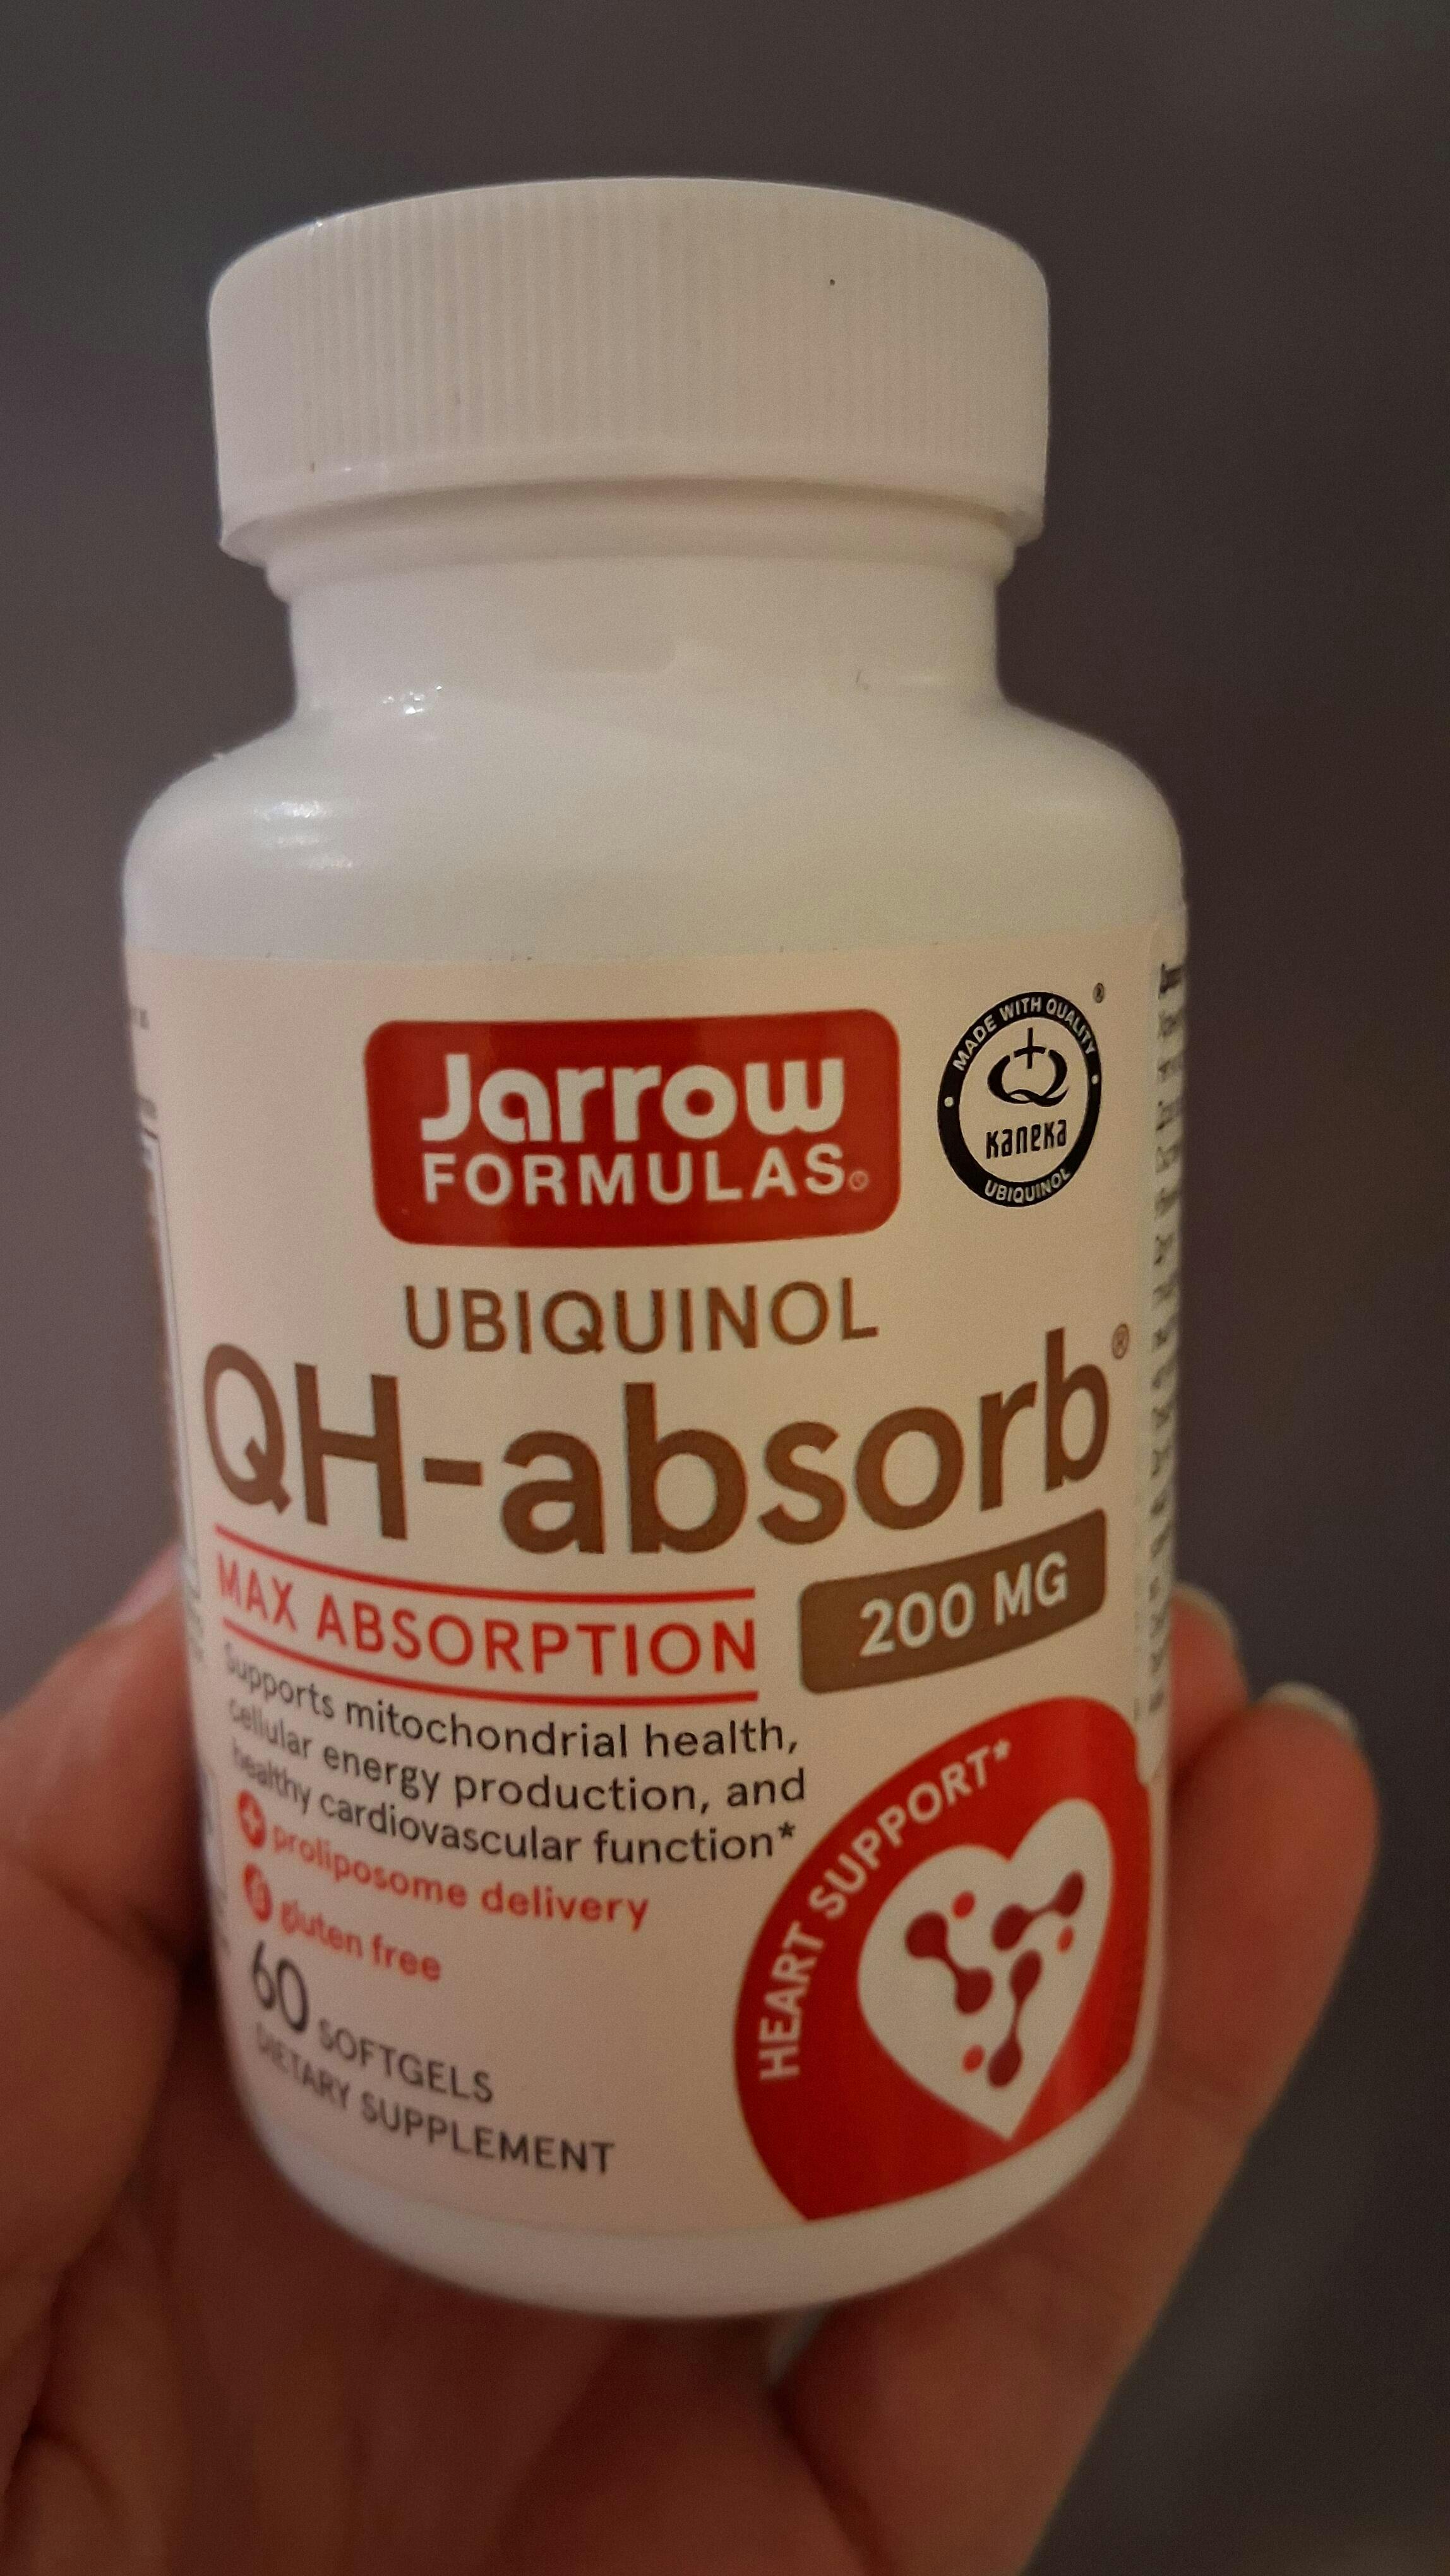 Jarrow
FORMULAS®
MADE WITH QUALITY
Q+
Kaneka
UBIQUINOL
®
UBIQUINOL
QH-absorb®
MAX ABSORPTION
200 MG
Supports mitochondrial health,
cellular energy production, and
healthy cardiovascular function*
+ proliposome delivery
gluten free
60 SOFTGELS
DIETARY SUPPLEMENT
HEART SUPPORT*